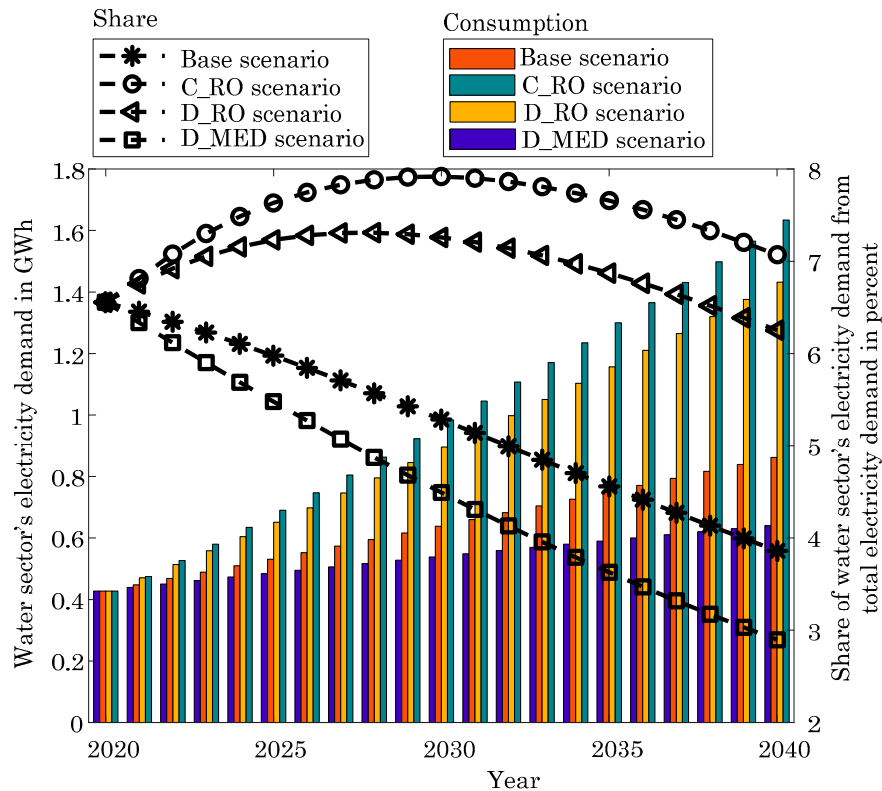 Share
Base scenario
C_RO scenario
D_RO scenario
D_MED scenario
Consumption
Base scenario
C_RO scenario
D_RO scenario
D_MED scenario
Water sector's electricity demand in GWh
1.8
1.6
1.4
1.2
1
0.8
0.6
0.4
0.2
0
8
7
6
5
4
3
2
Share of water sector's electricity demand from
total electricity demand in percent
2020
2025
2030
2035
2040
Year